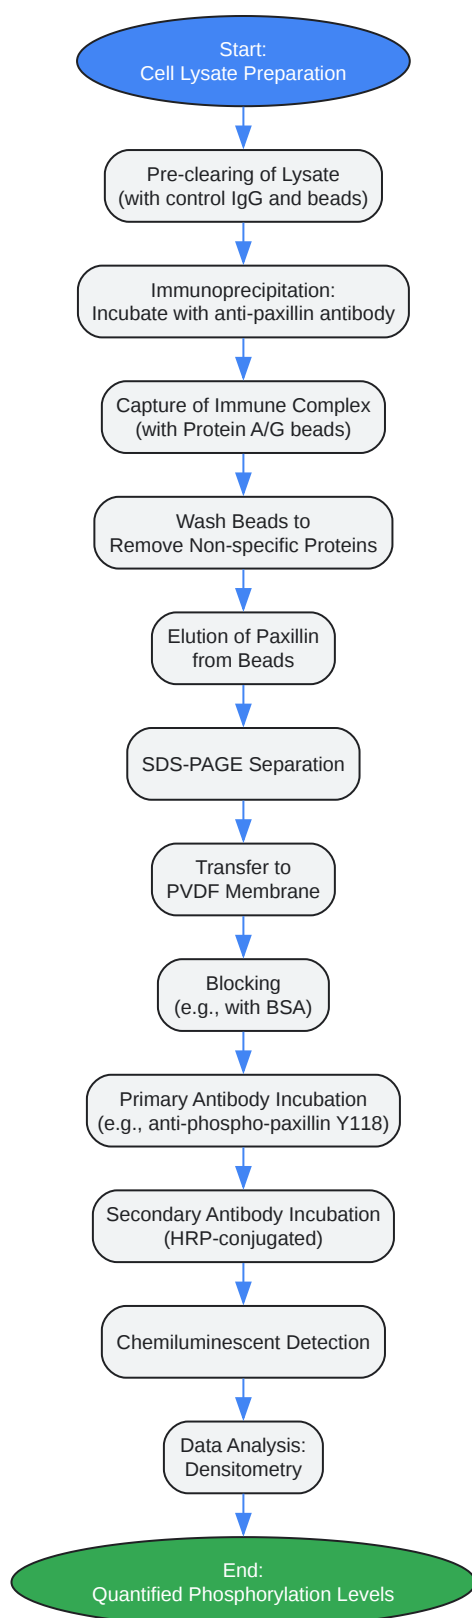 Start:
Cell Lysate Preparation
Pre-clearing of Lysate
(with control IgG and beads)
Immunoprecipitation:
Incubate with anti-paxillin antibody
Capture of Immune Complex
(with Protein A/G beads)
Wash Beads to
Remove Non-specific Proteins
Elution of Paxillin
from Beads
SDS-PAGE Separation
Transfer to
PVDF Membrane
Blocking
(e.g., with BSA)
Primary Antibody Incubation
(e.g., anti-phospho-paxillin Y118)
Secondary Antibody Incubation
(HRP-conjugated)
Chemiluminescent Detection
Data Analysis:
Densitometry
End:
Quantified Phosphorylation Levels